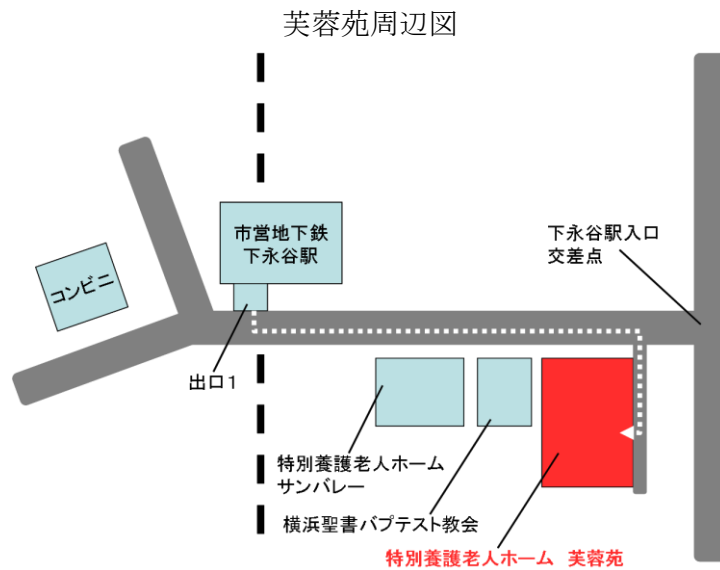 芙蓉苑周辺図
市営地下鉄
下永谷駅
下永谷駅入口
交差点
コンビニ
出口1
特別養護老人ホーム
サンバレー
横浜聖書バプテスト教会
特別養護老人ホーム 芙蓉苑